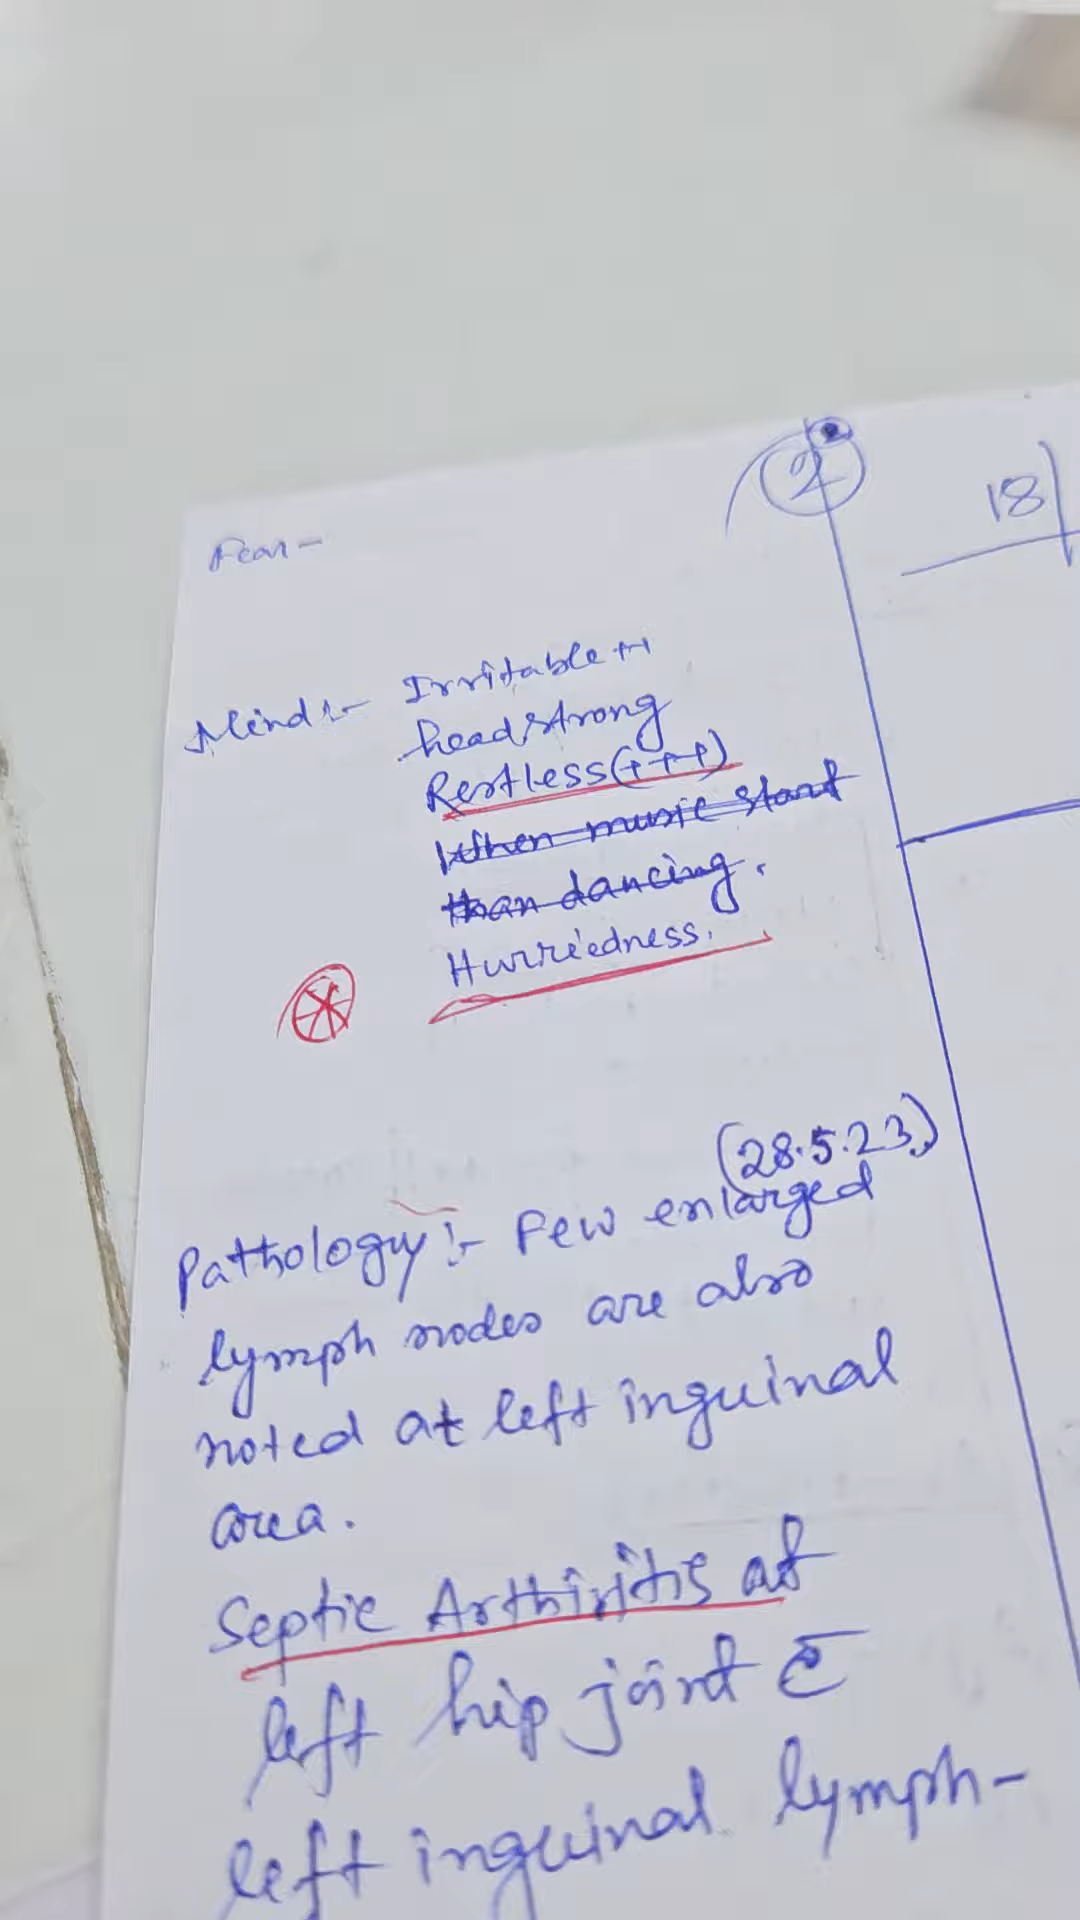 2
18
Fear -
Mind :- Irritable ++
headstrong
Restless (+++)
When music start
than dancing.
Hurriedness.
(28.5.23)
Pathology :- Few enlarged
lymph nodes are also
noted at left inguinal
area.
Septic Arthiritis at
left hip joint c̄
left inguinal lymph-